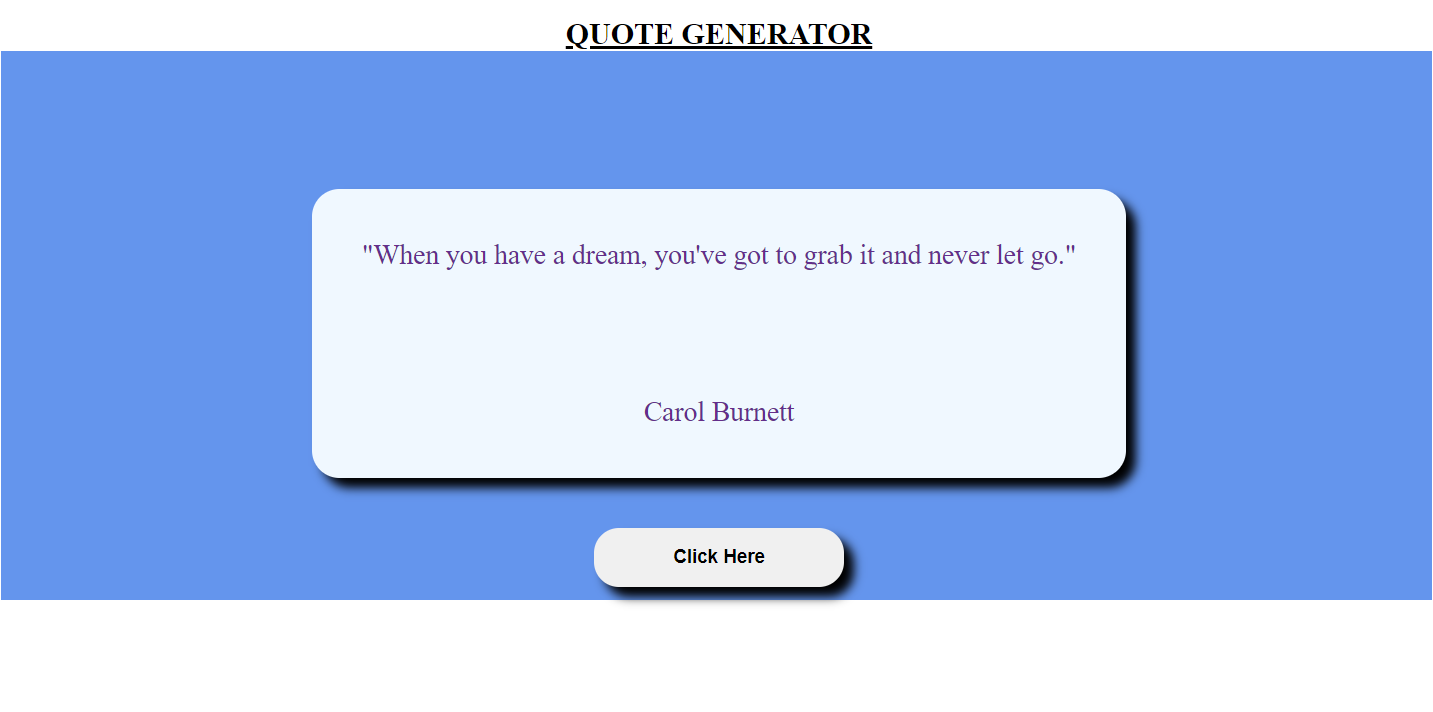 QUOTE GENERATOR
"When you have a dream, you've got to grab it and never let go."
Carol Burnett
Click Here